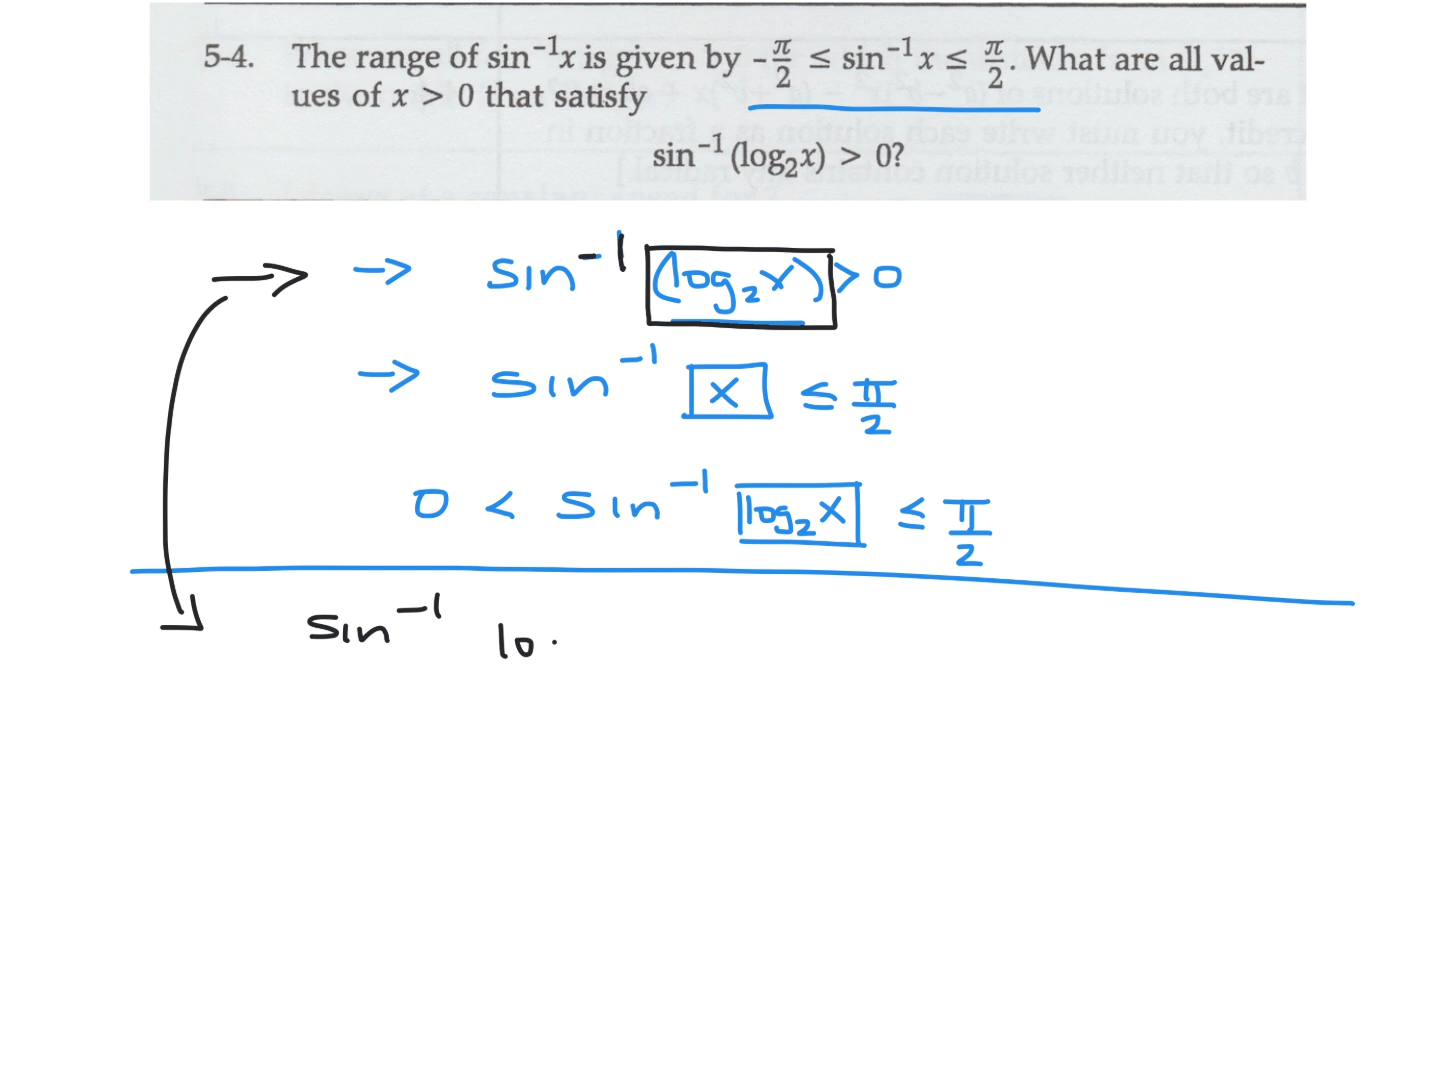 5-4. The range of sin⁻¹x is given by -π/2 ≤ sin⁻¹x ≤ π/2. What are all val-
ues of x > 0 that satisfy
sin⁻¹(log₂x) > 0?
→ → sin⁻¹ (log₂x) > 0
→ sin⁻¹ x ≤ π/2
0 < sin⁻¹ log₂x ≤ π/2
sin⁻¹ lo